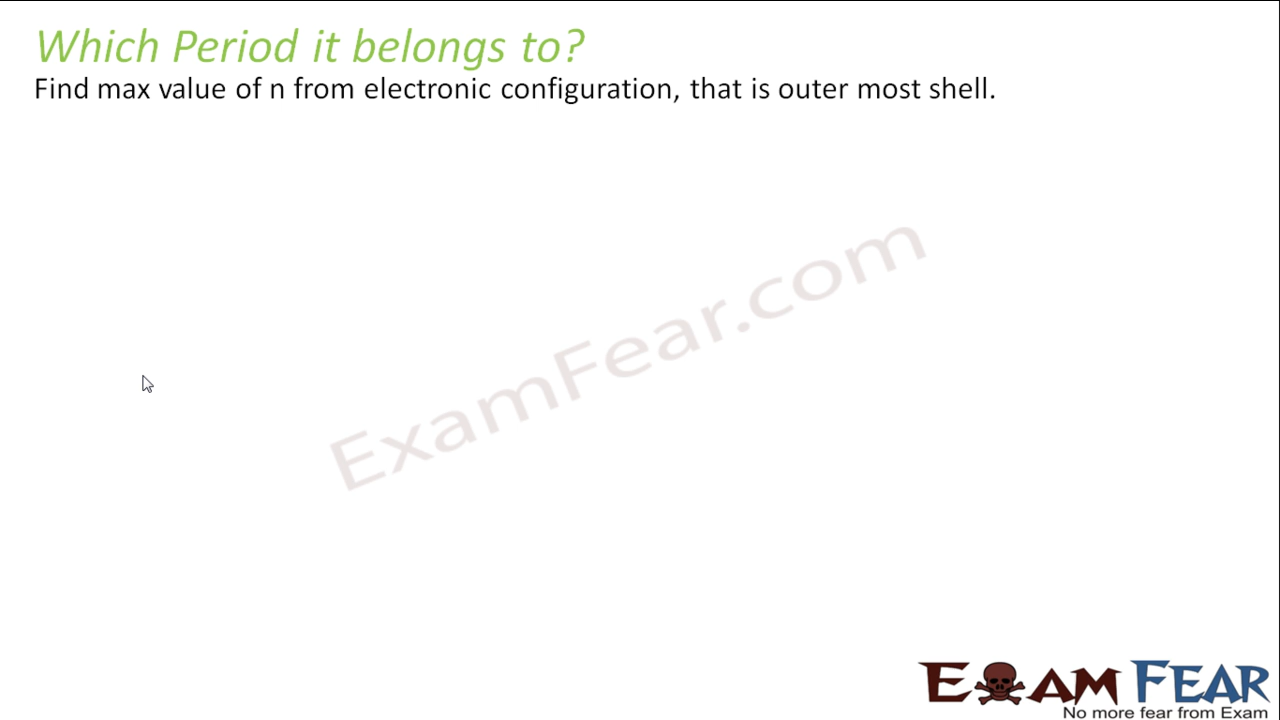 Which Period it belongs to?
Find max value of n from electronic configuration, that is outer most shell.
ExamFear.com
EXAM FEAR
No more fear from Exam